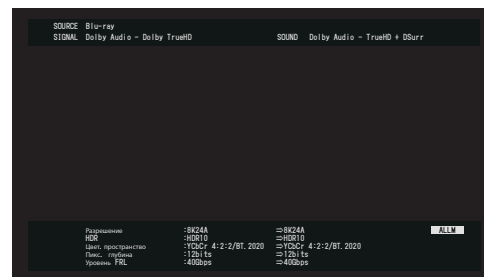 SOURCE Blu-ray
SIGNAL Dolby Audio - Dolby TrueHD SOUND Dolby Audio - TrueHD + DSurr
Разрешение :8K24A ⇒8K24A ALLM
HDR :HDR10 ⇒HDR10
Цвет. пространство :YCbCr 4:2:2/BT.2020 ⇒YCbCr 4:2:2/BT.2020
Пикс. глубина :12bits ⇒12bits
Уровень FRL :40Gbps ⇒40Gbps